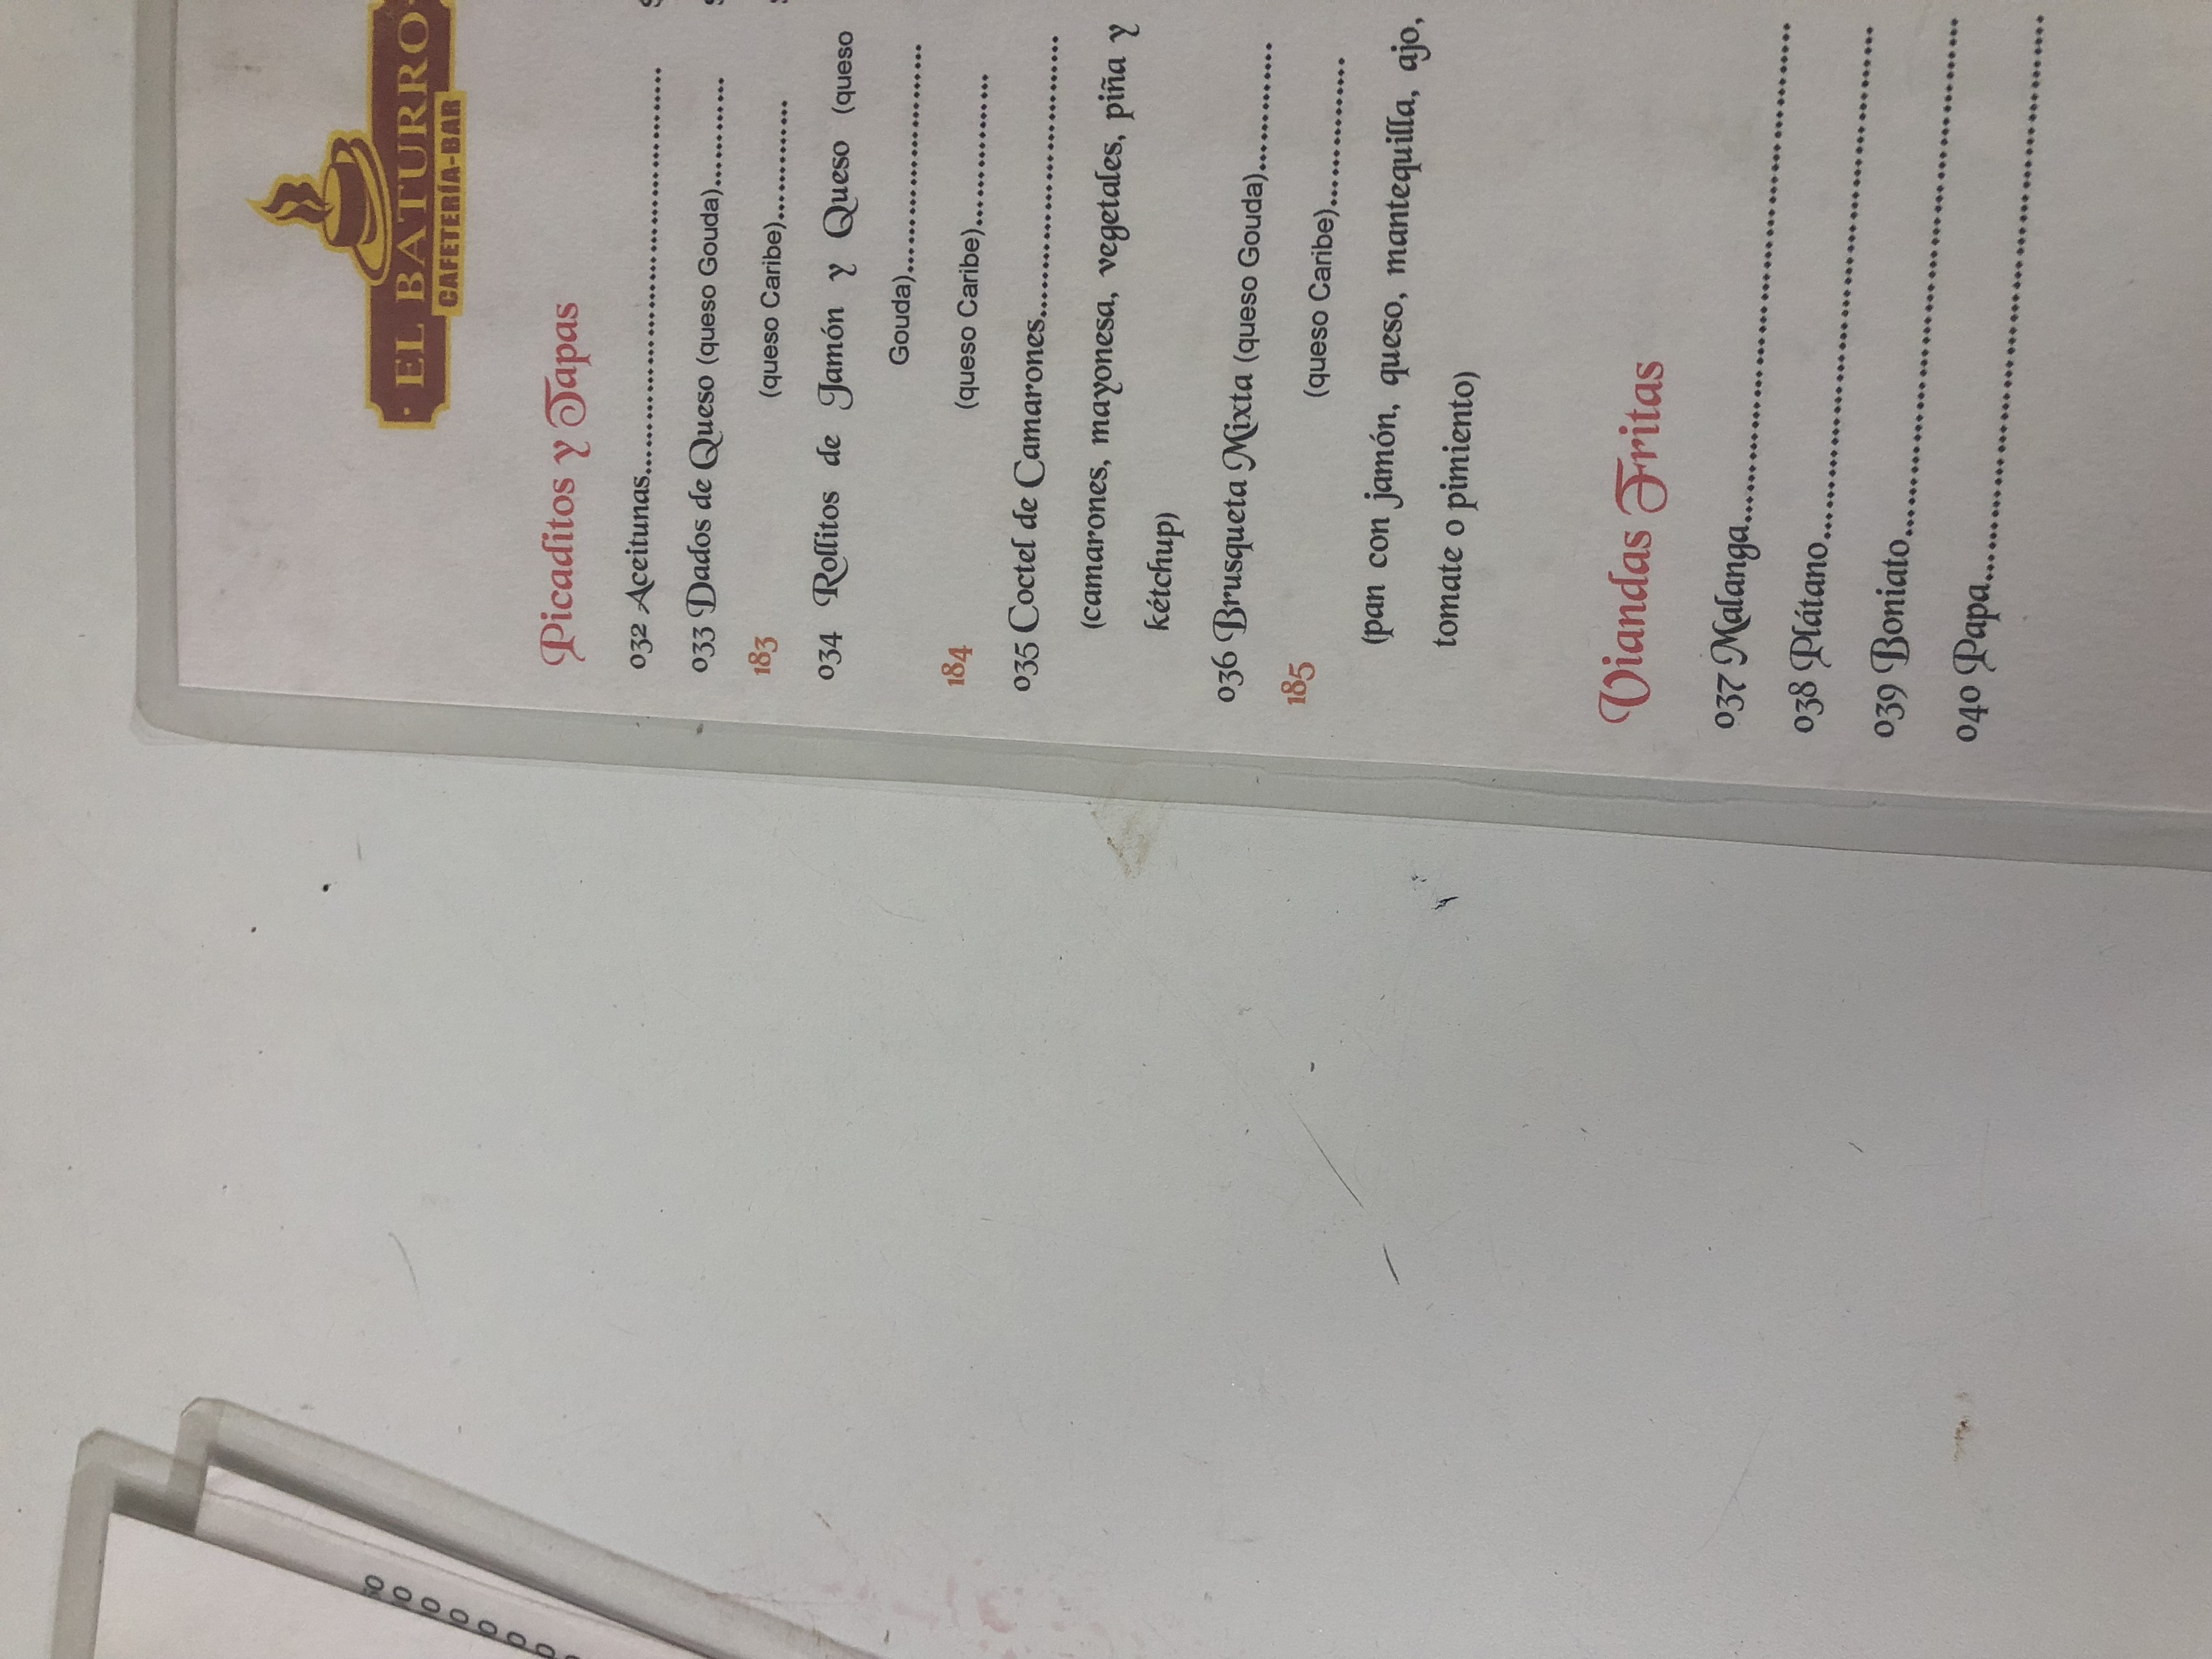 EL BATURRO
CAFETERÍA-BAR
Picaditos y Tapas
032 Aceitunas.......................................... $
033 Dados de Queso (queso Gouda)............ $
183 (queso Caribe)............. $
034 Rollitos de Jamón y Queso (queso
Gouda)........................
184 (queso Caribe)................
035 Coctel de Camarones..............................
(camarones, mayonesa, vegetales, piña y
kétchup)
036 Brusqueta Mixta (queso Gouda).............
185 (queso Caribe)................
(pan con jamón, queso, mantequilla, ajo,
tomate o pimiento)
Viandas Fritas
037 Malanga................................................
038 Plátano.................................................
039 Boniato.................................................
040 Papa.....................................................